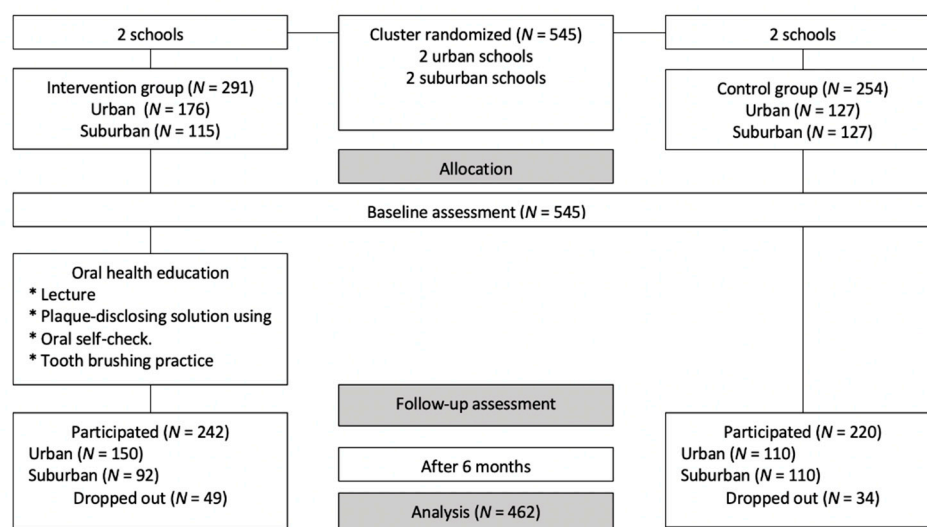 2 schools
Cluster randomized (N = 545)
2 urban schools
2 suburban schools
2 schools
Intervention group (N = 291)
Urban (N = 176)
Suburban (N = 115)
Control group (N = 254)
Urban (N = 127)
Suburban (N = 127)
Allocation
Baseline assessment (N = 545)
Oral health education
* Lecture
* Plaque-disclosing solution using
* Oral self-check.
* Tooth brushing practice
Follow-up assessment
Participated (N = 242)
Urban (N = 150)
Suburban (N = 92)
Dropped out (N = 49)
After 6 months
Analysis (N = 462)
Participated (N = 220)
Urban (N = 110)
Suburban (N = 110)
Dropped out (N = 34)